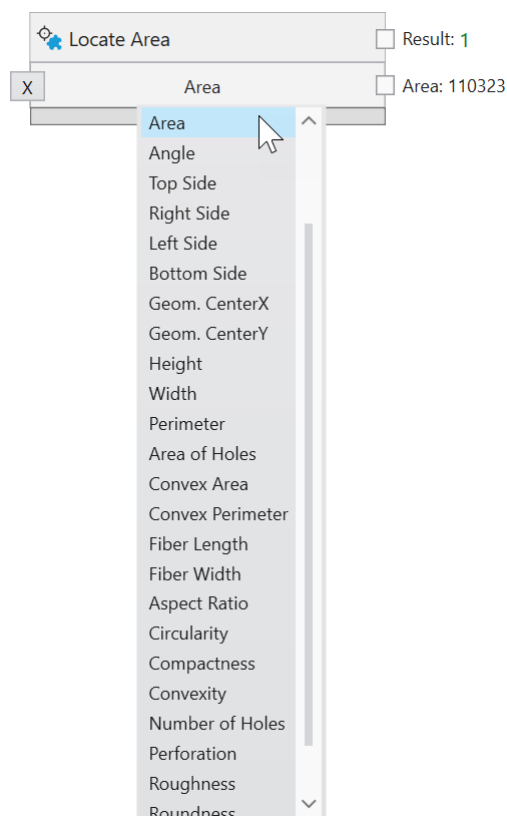 Locate Area
Result: 1
X
Area
Area: 110323
Area
Angle
Top Side
Right Side
Left Side
Bottom Side
Geom. CenterX
Geom. CenterY
Height
Width
Perimeter
Area of Holes
Convex Area
Convex Perimeter
Fiber Length
Fiber Width
Aspect Ratio
Circularity
Compactness
Convexity
Number of Holes
Perforation
Roughness
Roundness